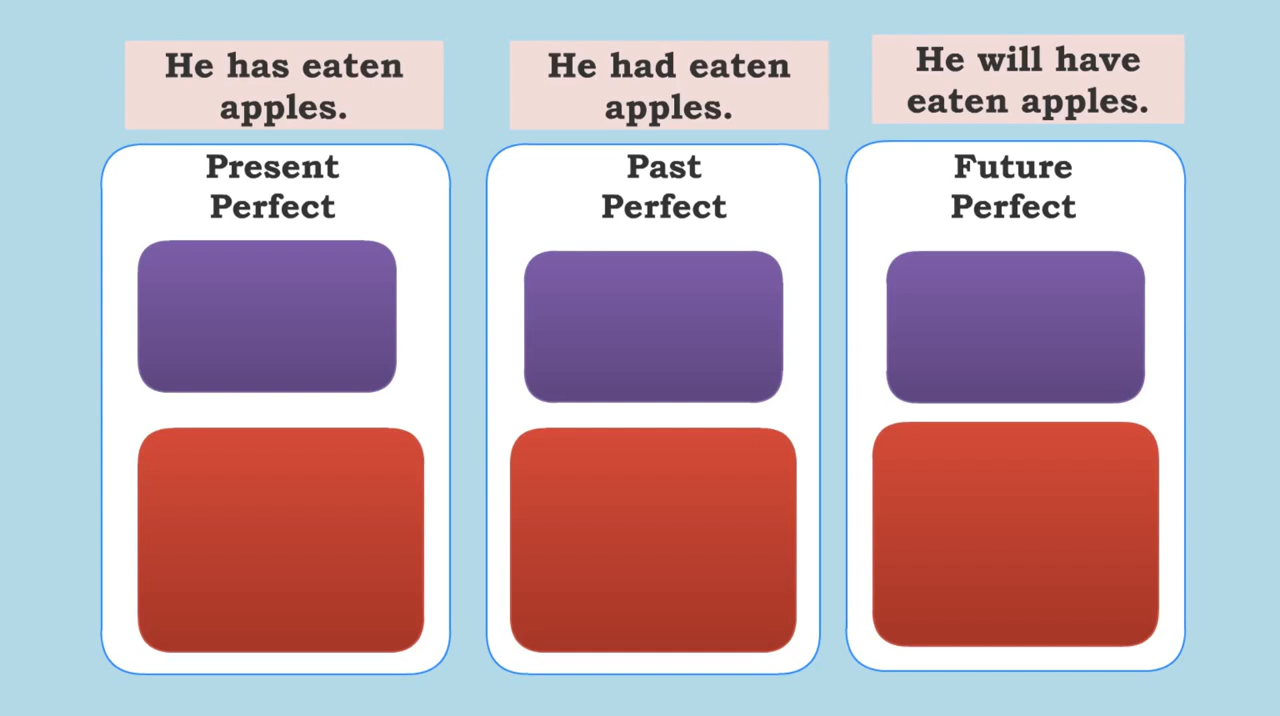 He has eaten
apples.
He had eaten
apples.
He will have
eaten apples.
Present
Perfect
Past
Perfect
Future
Perfect